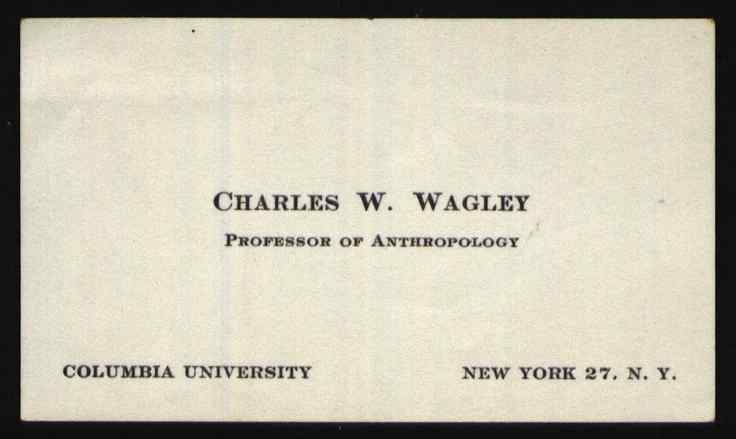 Charles W. Wagley
Professor of Anthropology
COLUMBIA UNIVERSITY
NEW YORK 27. N. Y.